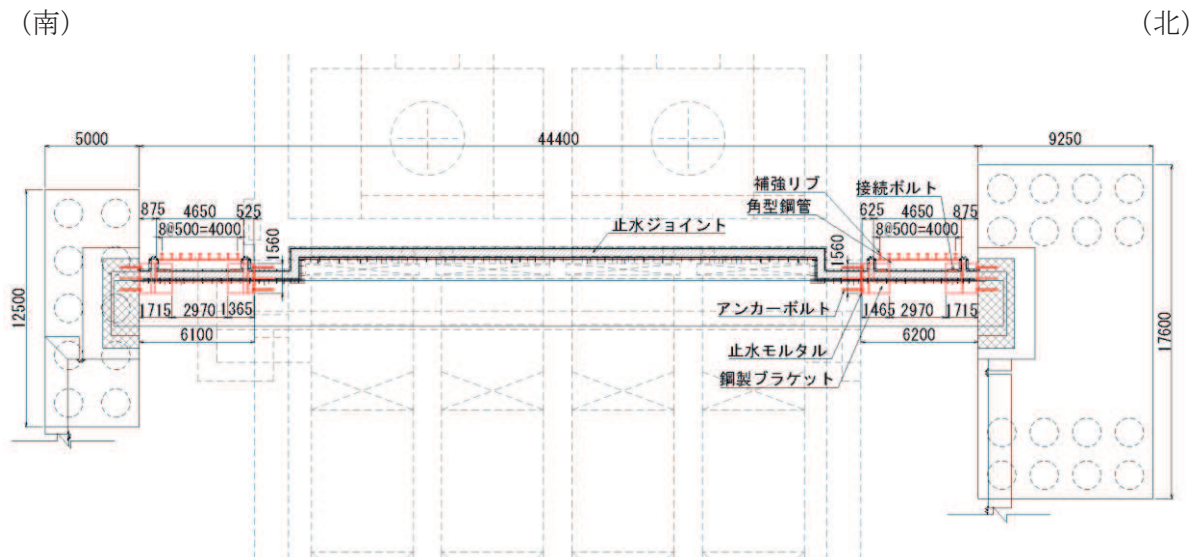 (南)
(北)
5000
44400
9250
補強リブ
接続ボルト
角型鋼管
875
4650
525
625
4650
875
8@500=4000
止水ジョイント
8@500=4000
1560
1560
12500
17600
アンカーボルト
1715
2970
1365
1465
2970
1715
6100
止水モルタル
6200
鋼製ブラケット